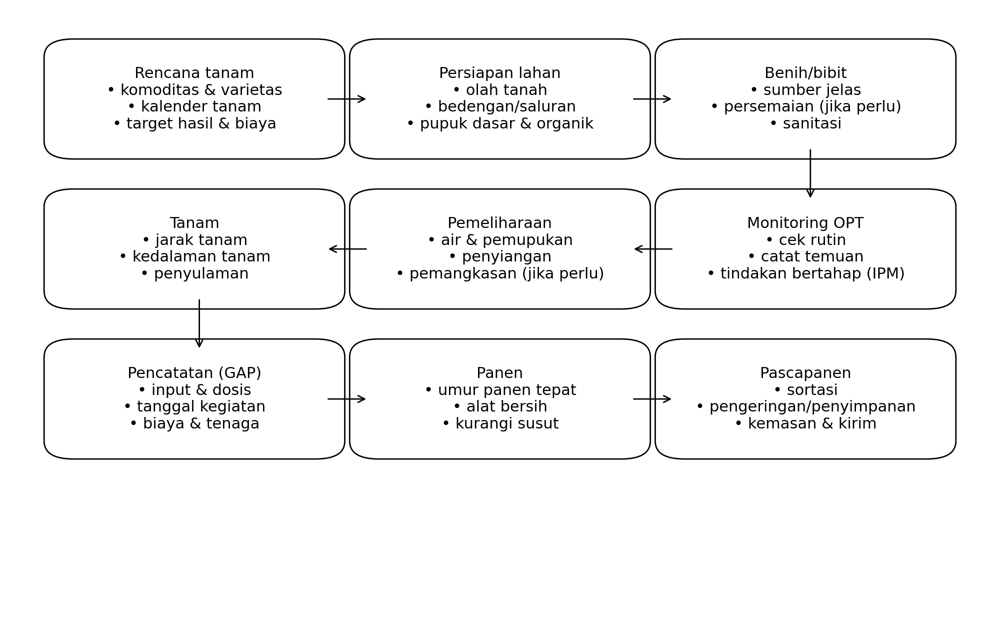 Rencana tanam
• komoditas & varietas
• kalender tanam
• target hasil & biaya
Persiapan lahan
• olah tanah
• bedengan/saluran
• pupuk dasar & organik
Benih/bibit
• sumber jelas
• persemaian (jika perlu)
• sanitasi
Tanam
• jarak tanam
• kedalaman tanam
• penyulaman
Pemeliharaan
• air & pemupukan
• penyiangan
• pemangkasan (jika perlu)
Monitoring OPT
• cek rutin
• catat temuan
• tindakan bertahap (IPM)
Pencatatan (GAP)
• input & dosis
• tanggal kegiatan
• biaya & tenaga
Panen
• umur panen tepat
• alat bersih
• kurangi susut
Pascapanen
• sortasi
• pengeringan/penyimpanan
• kemasan & kirim